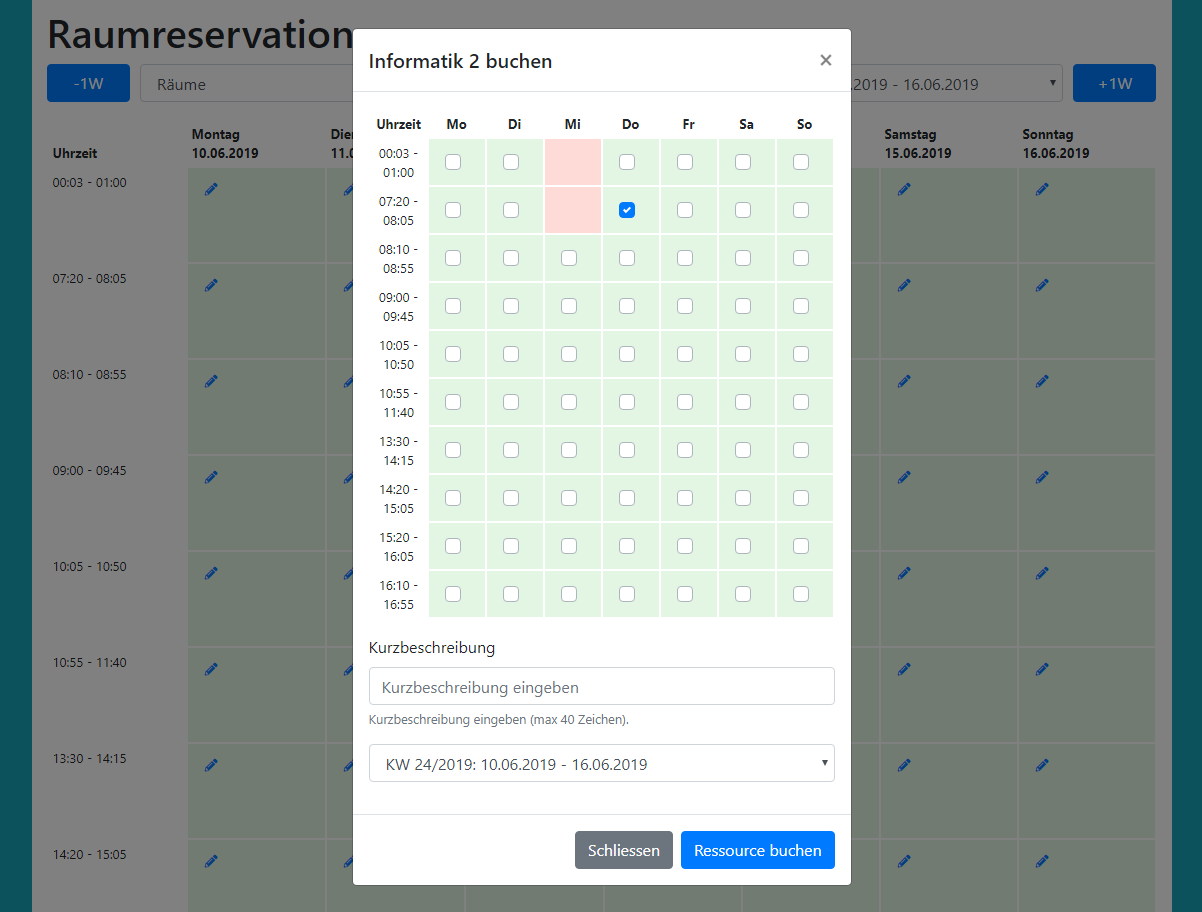 Raumreservation
-1W
Räume
.2019 - 16.06.2019
+1W
Uhrzeit
Montag
10.06.2019
Samstag
15.06.2019
Sonntag
16.06.2019
00:03 - 01:00
07:20 - 08:05
08:10 - 08:55
09:00 - 09:45
10:05 - 10:50
10:55 - 11:40
13:30 - 14:15
14:20 - 15:05
Informatik 2 buchen
×
Uhrzeit Mo Di Mi Do Fr Sa So
00:03 -
01:00
07:20 -
08:05
08:10 -
08:55
09:00 -
09:45
10:05 -
10:50
10:55 -
11:40
13:30 -
14:15
14:20 -
15:05
15:20 -
16:05
16:10 -
16:55
Kurzbeschreibung
Kurzbeschreibung eingeben
Kurzbeschreibung eingeben (max 40 Zeichen).
KW 24/2019: 10.06.2019 - 16.06.2019
Schliessen
Ressource buchen